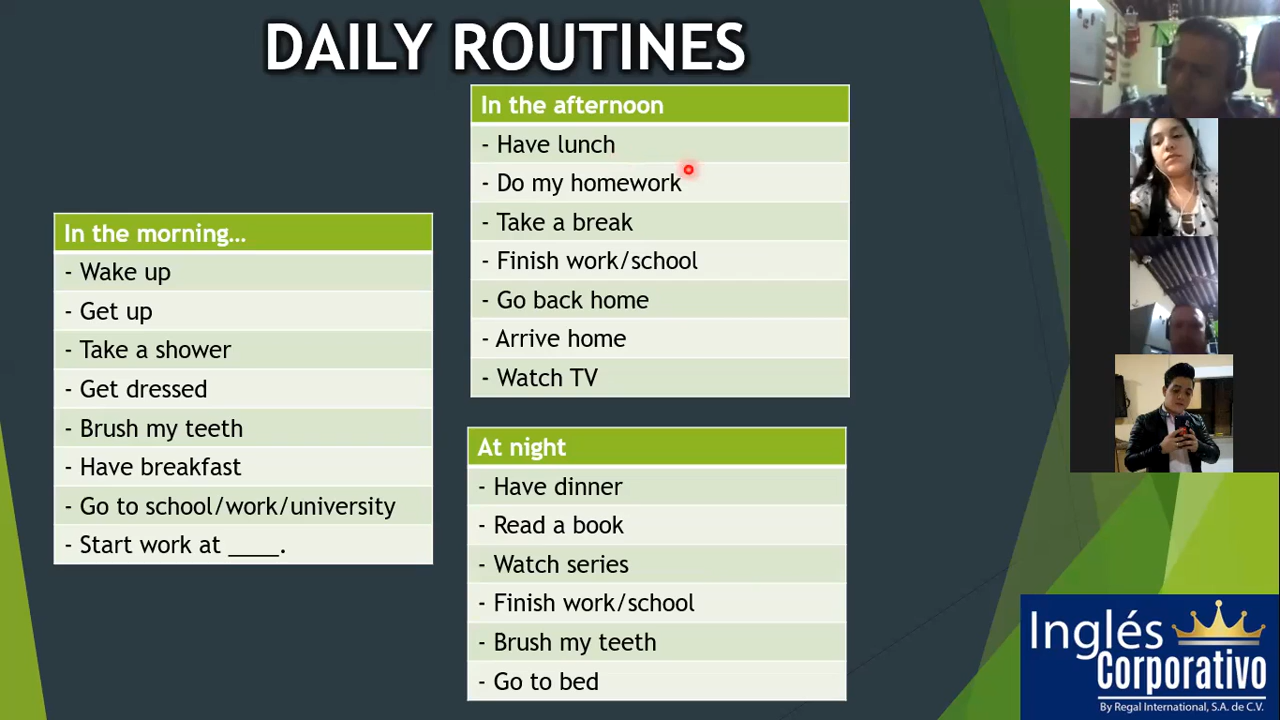 DAILY ROUTINES
In the morning…
- Wake up
- Get up
- Take a shower
- Get dressed
- Brush my teeth
- Have breakfast
- Go to school/work/university
- Start work at ____.
In the afternoon
- Have lunch
- Do my homework
- Take a break
- Finish work/school
- Go back home
- Arrive home
- Watch TV
At night
- Have dinner
- Read a book
- Watch series
- Finish work/school
- Brush my teeth
- Go to bed
Inglés
Corporativo
By Regal International, S.A. de C.V.